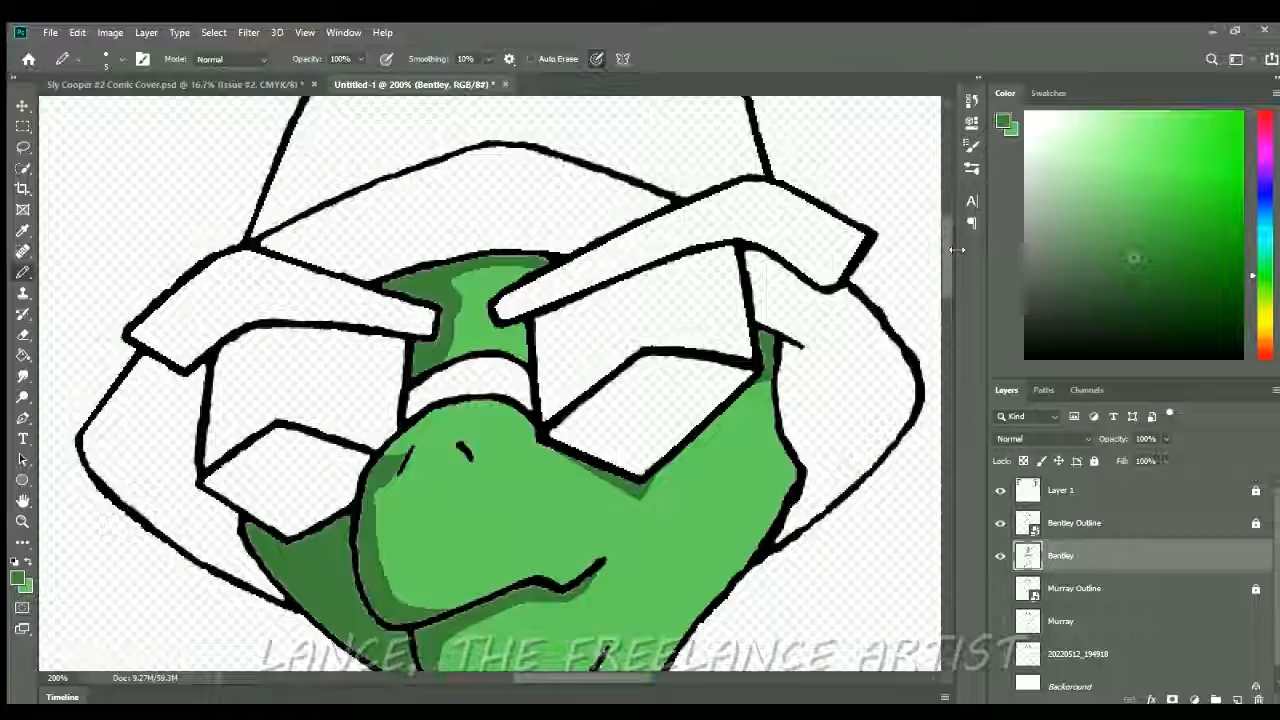 Ps File Edit Image Layer Type Select Filter 3D View Window Help
5 Mode: Normal Opacity: 100% Smoothing: 10% Auto Erase
Sly Cooper #2 Comic Cover.psd @ 16.7% (Issue #2, CMYK/8) * × Untitled-1 @ 200% (Bentley, RGB/8#) * ×
Color Swatches
Layers Paths Channels
Kind
Normal Opacity: 100%
Lock: Fill: 100%
Layer 1
Bentley Outline
Bentley
Murray Outline
Murray
20220512_194918
Background
LANCE, THE FREELANCE ARTIST
200% Doc: 9.27M/59.3M
Timeline